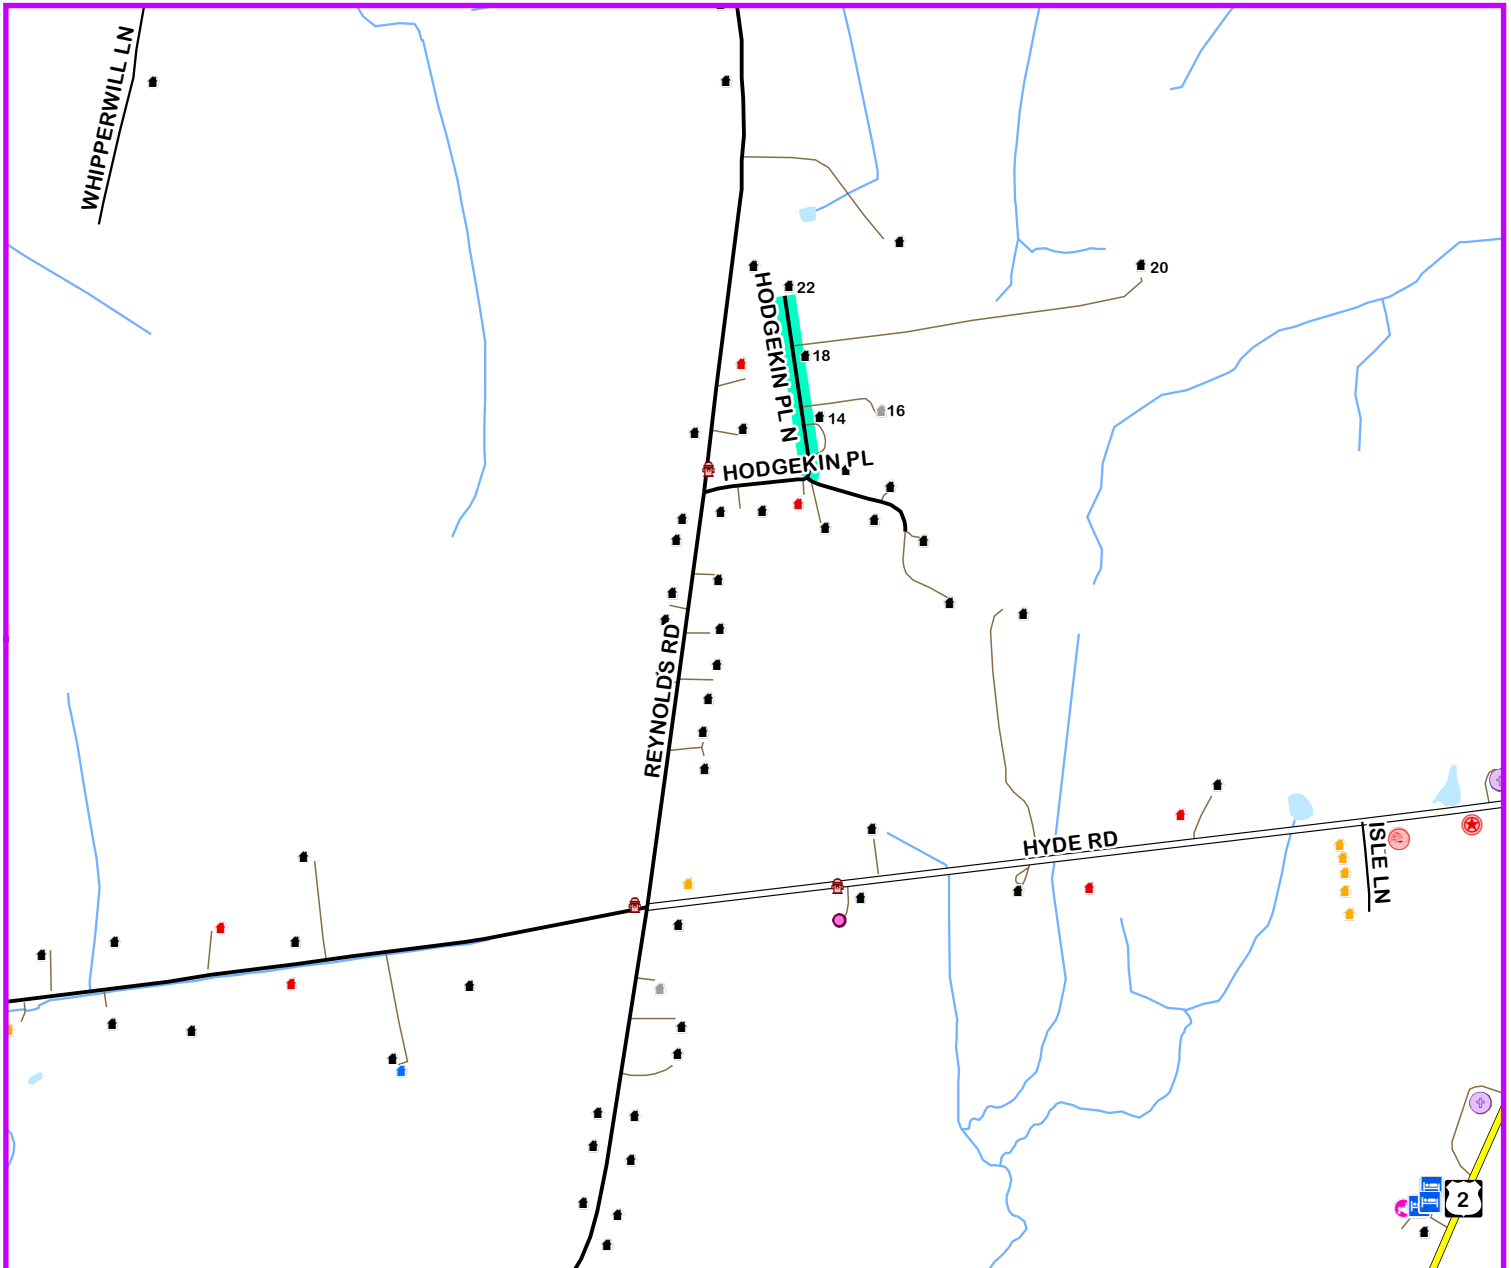 WHIPPERWILL LN
20
22
HODGEKIN PL N
18
16
14
HODGEKIN PL
REYNOLDS RD
HYDE RD
ISLE LN
2